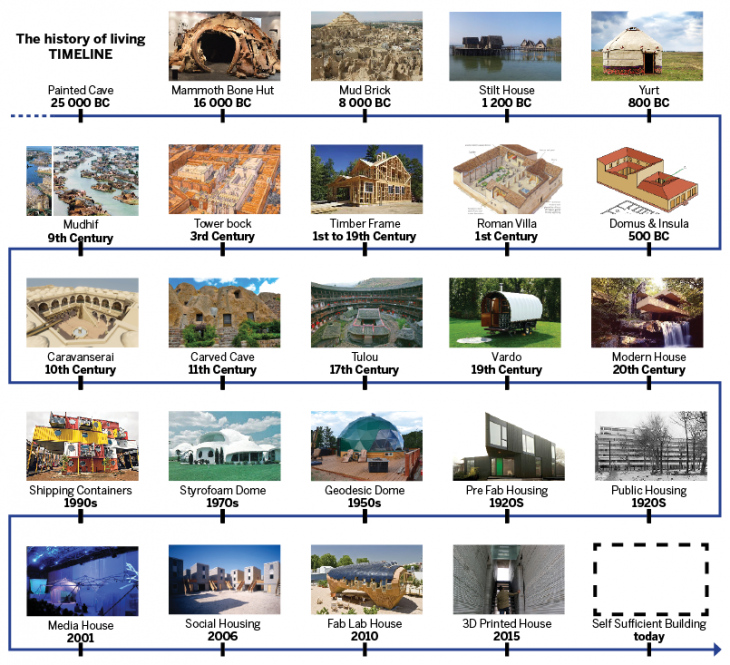 The history of living
TIMELINE
Painted Cave
25 000 BC
Mammoth Bone Hut
16 000 BC
Mud Brick
8 000 BC
Stilt House
1 200 BC
Yurt
800 BC
Mudhif
9th Century
Tower bock
3rd Century
Timber Frame
1st to 19th Century
Roman Villa
1st Century
Domus & Insula
500 BC
Caravanserai
10th Century
Carved Cave
11th Century
Tulou
17th Century
Vardo
19th Century
Modern House
20th Century
Shipping Containers
1990s
Styrofoam Dome
1970s
Geodesic Dome
1950s
Pre Fab Housing
1920S
Public Housing
1920S
Media House
2001
Social Housing
2006
Fab Lab House
2010
3D Printed House
2015
Self Sufficient Building
today